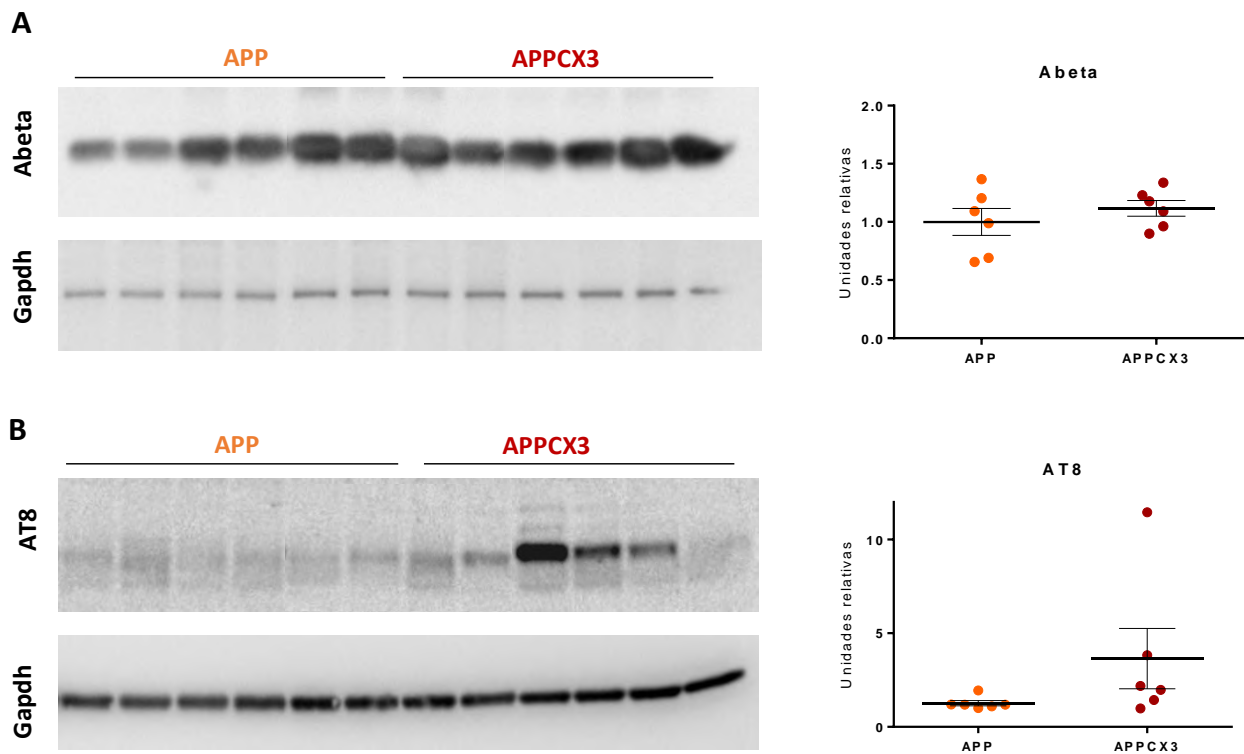 A
APP
APPCX3
Abeta
Gapdh
Abeta
Unidades relativas
2.0
1.5
1.0
0.5
0.0
APP
APPCX3
B
APP
APPCX3
AT8
Gapdh
AT8
Unidades relativas
10
5
0
APP
APPCX3